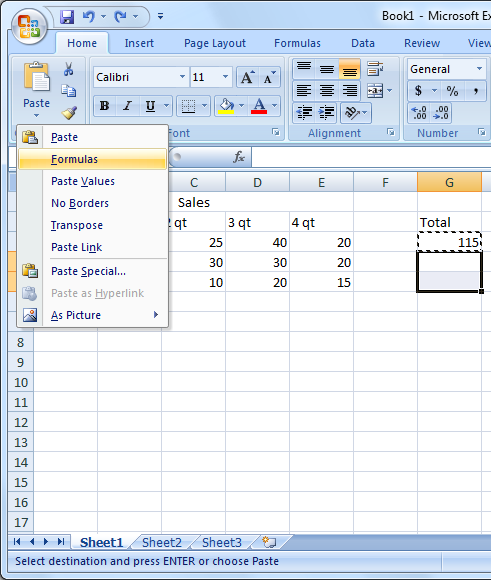 Book1 - Microsoft Ex
Home Insert Page Layout Formulas Data Review View
Paste
Calibri 11 A A
B I U A
Font
Alignment
General
$ % ,
.0 .00 .00 .0
Number
fx
Paste
Formulas
Paste Values
No Borders
Transpose
Paste Link
Paste Special...
Paste as Hyperlink
As Picture
C D E F G
Sales
2 qt 3 qt 4 qt Total
25 40 20 115
30 30 20
10 20 15
8
9
10
11
12
13
14
15
16
17
Sheet1 Sheet2 Sheet3
Select destination and press ENTER or choose Paste